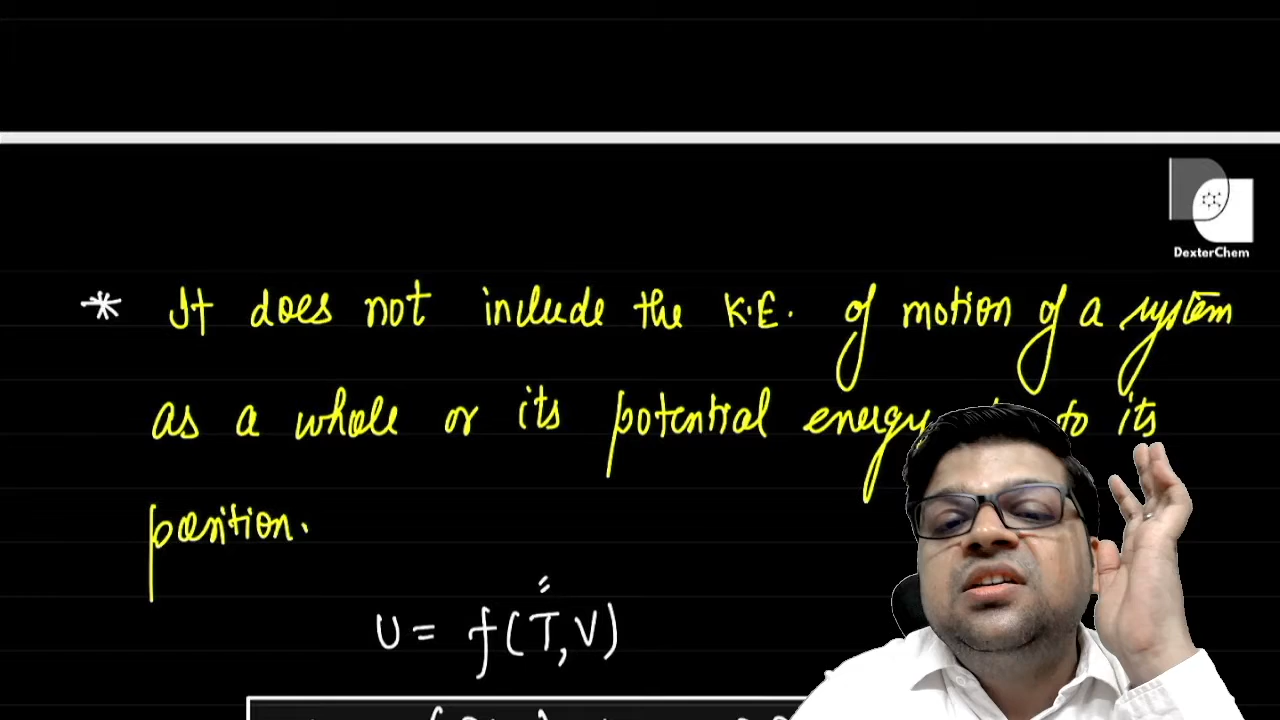 DexterChem
* It does not include the K.E. of motion of a system
as a whole or its potential energy to its
position.
U = f(T,V)